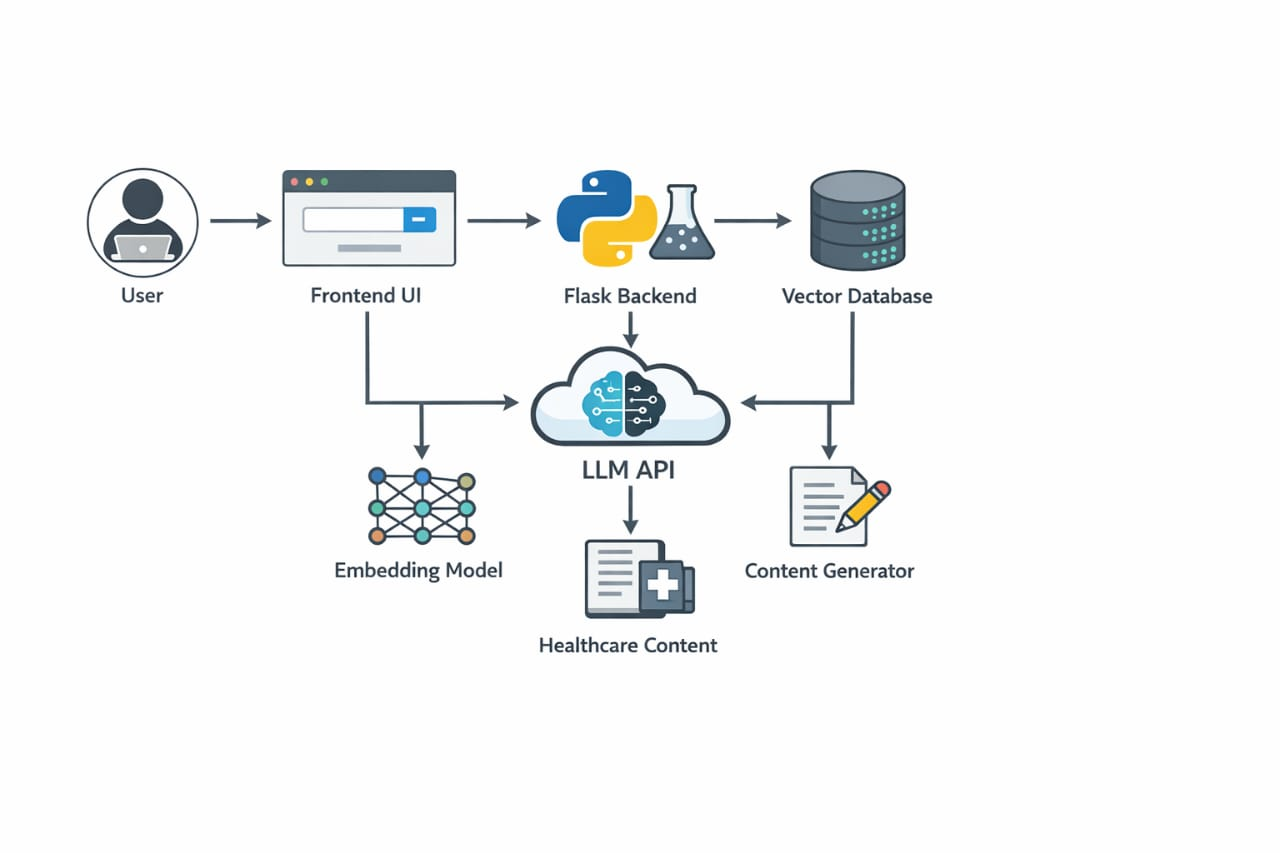 User
Frontend UI
Flask Backend
Vector Database
LLM API
Embedding Model
Content Generator
Healthcare Content